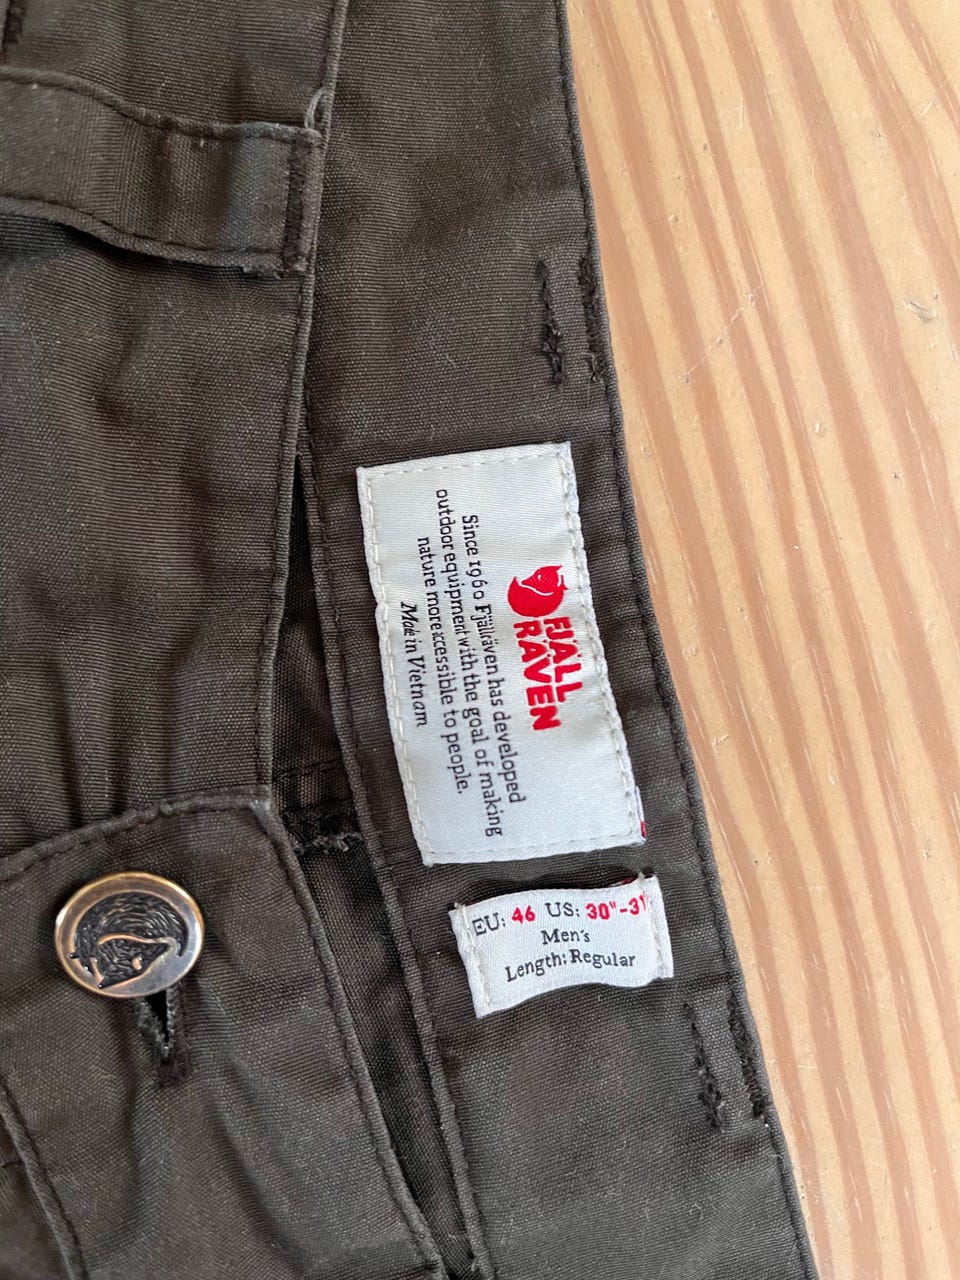 FJÄLL
RÄVEN
Since 1960 Fjällräven has developed
outdoor equipment with the goal of making
nature more accessible to people.
Made in Vietnam
EU: 46 US: 30"-31
Men's
Length: Regular